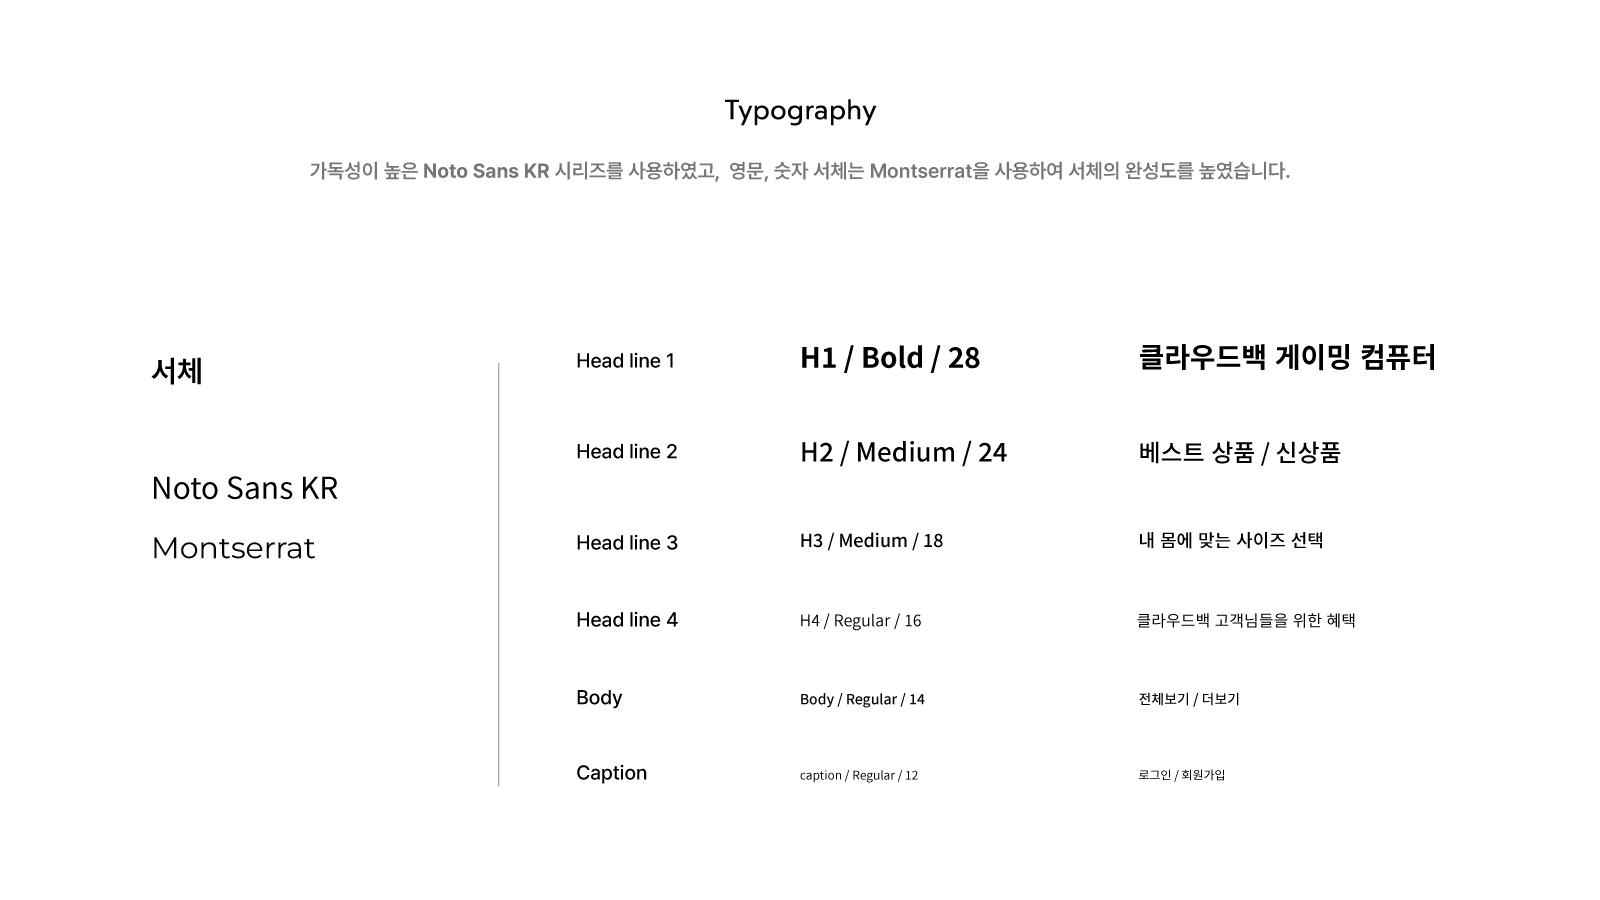 Typography
가독성이 높은 Noto Sans KR 시리즈를 사용하였고, 영문, 숫자 서체는 Montserrat을 사용하여 서체의 완성도를 높였습니다.
서체
Noto Sans KR
Montserrat
Head line 1 H1 / Bold / 28 클라우드백 게이밍 컴퓨터
Head line 2 H2 / Medium / 24 베스트 상품 / 신상품
Head line 3 H3 / Medium / 18 내 몸에 맞는 사이즈 선택
Head line 4 H4 / Regular / 16 클라우드백 고객님들을 위한 혜택
Body Body / Regular / 14 전체보기 / 더보기
Caption caption / Regular / 12 로그인 / 회원가입